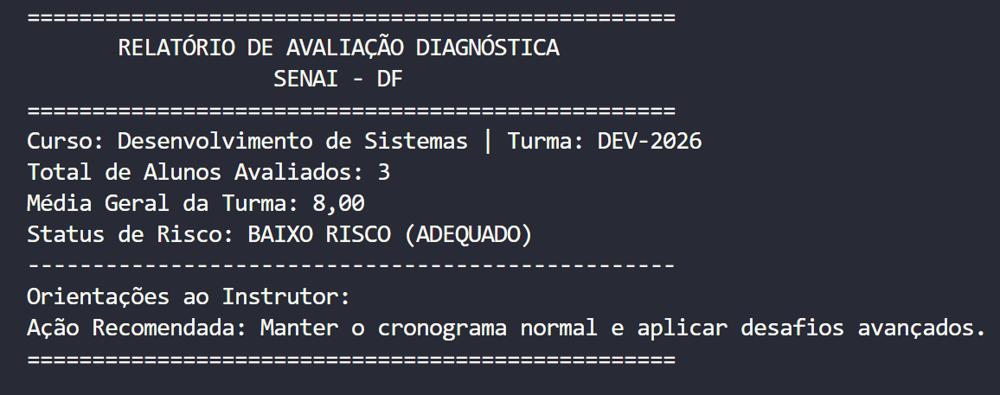 ==================================================
RELATÓRIO DE AVALIAÇÃO DIAGNÓSTICA
SENAI - DF
==================================================
Curso: Desenvolvimento de Sistemas | Turma: DEV-2026
Total de Alunos Avaliados: 3
Média Geral da Turma: 8,00
Status de Risco: BAIXO RISCO (ADEQUADO)
--------------------------------------------------
Orientações ao Instrutor:
Ação Recomendada: Manter o cronograma normal e aplicar desafios avançados.
==================================================